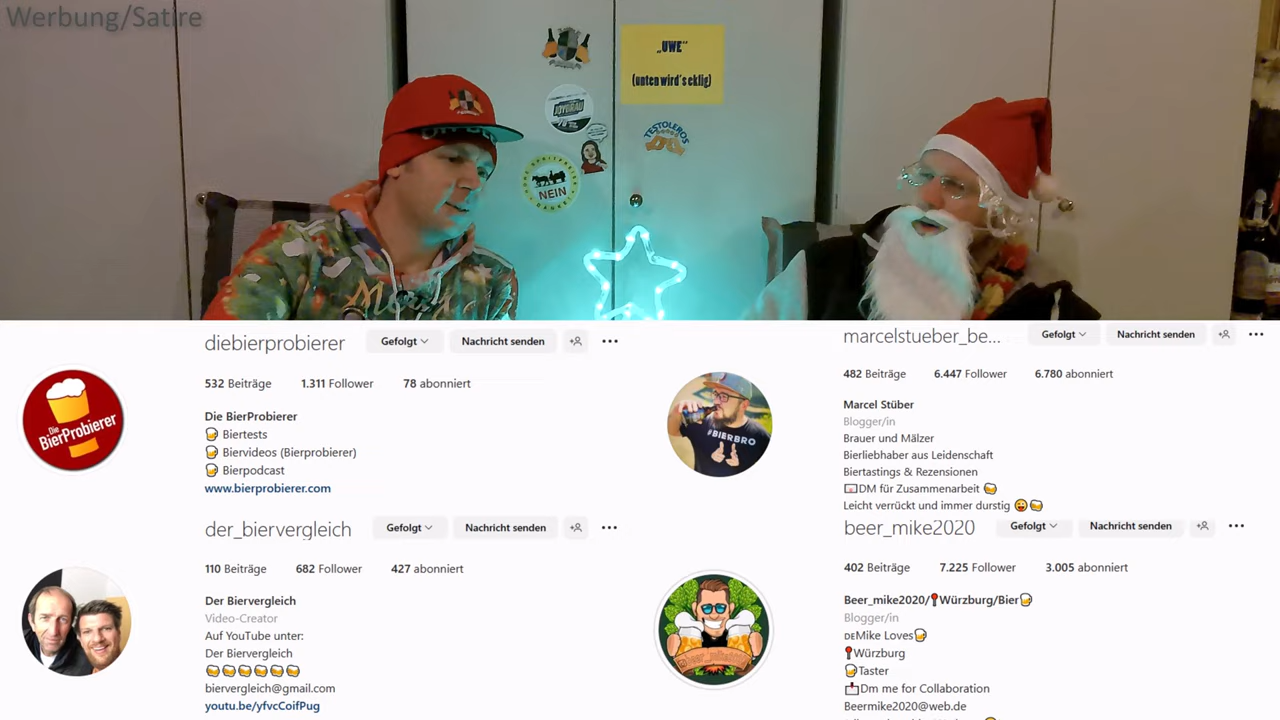 Werbung/Satire
„UWE“
(unten wird's eklig)
JOYBRÄU
TESTOLEROS
NEIN
diebierprobierer
Gefolgt
Nachricht senden
532 Beiträge
1.311 Follower
78 abonniert
Die BierProbierer
🍺 Biertests
🍺 Biervideos (Bierprobierer)
🍺 Bierpodcast
www.bierprobierer.com
Die
BierProbierer
marcelstueber_be...
Gefolgt
Nachricht senden
482 Beiträge
6.447 Follower
6.780 abonniert
Marcel Stüber
Blogger/in
Brauer und Mälzer
Bierliebhaber aus Leidenschaft
Biertastings & Rezensionen
💌DM für Zusammenarbeit 🍻
Leicht verrückt und immer durstig 😄🍻
#BIERBRO
der_biervergleich
Gefolgt
Nachricht senden
110 Beiträge
682 Follower
427 abonniert
Der Biervergleich
Video-Creator
Auf YouTube unter:
Der Biervergleich
🍻🍻🍻🍻🍻🍻
biervergleich@gmail.com
youtu.be/yfvcCoifPug
beer_mike2020
Gefolgt
Nachricht senden
402 Beiträge
7.225 Follower
3.005 abonniert
Beer_mike2020/📍Würzburg/Bier🍺
Blogger/in
DEMike Loves🍺
📍Würzburg
🍺Taster
📩Dm me for Collaboration
Beermike2020@web.de